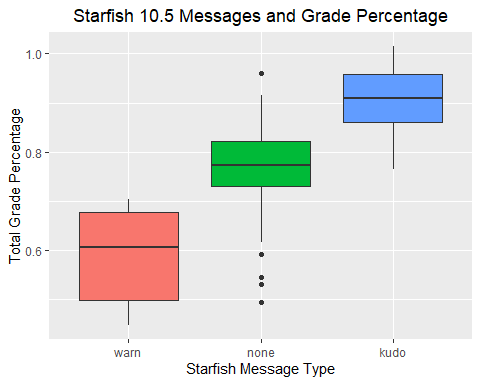 Starfish 10.5 Messages and Grade Percentage
Total Grade Percentage
1.0
0.8
0.6
warn
none
kudo
Starfish Message Type